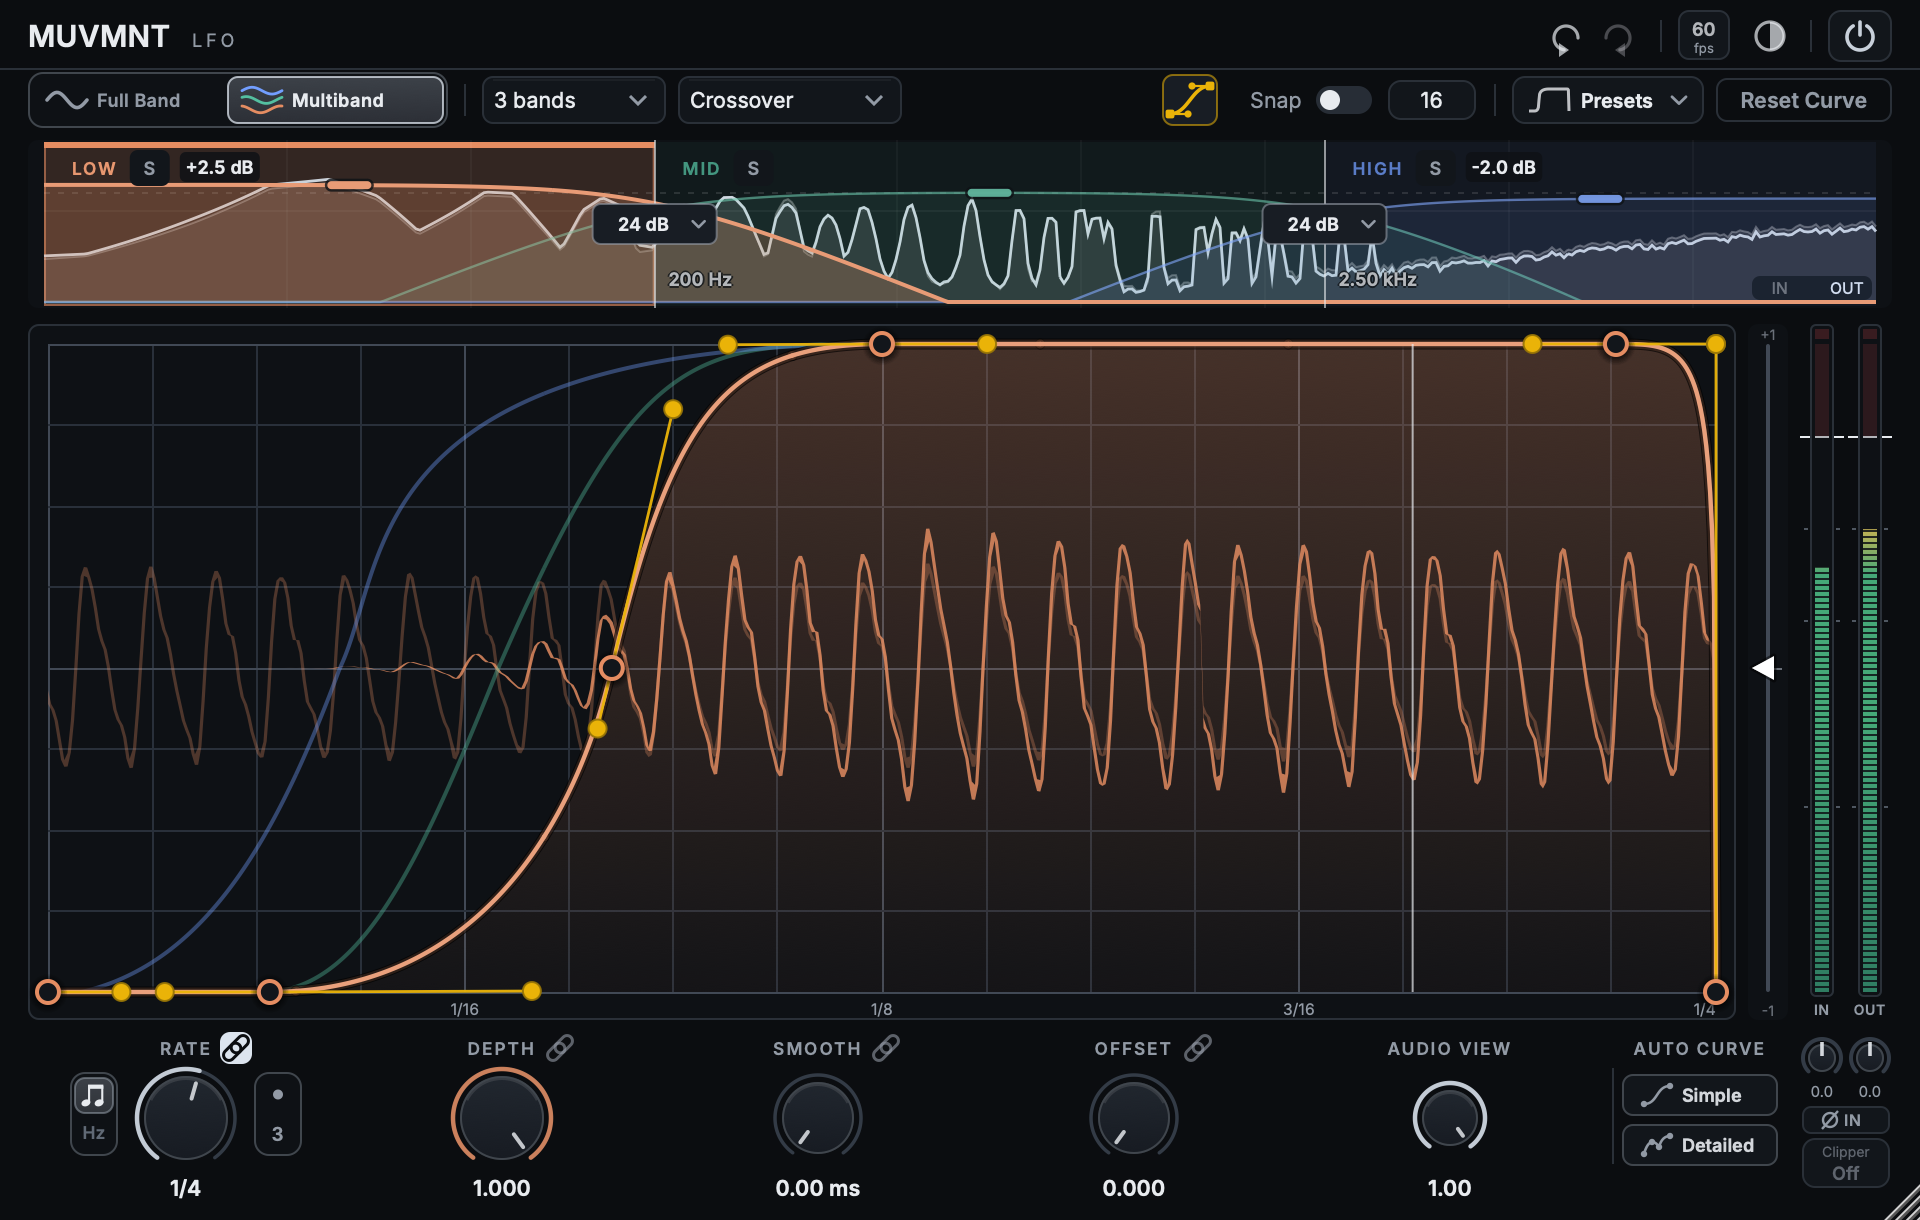 MUVMNT LFO
60
fps
Full Band
Multiband
3 bands
Crossover
Snap
16
Presets
Reset Curve
LOW S +2.5 dB
MID S
HIGH S -2.0 dB
24 dB
24 dB
200 Hz
2.50 kHz
IN OUT
+1
1/16
1/8
3/16
1/4
-1
IN OUT
RATE
DEPTH
SMOOTH
OFFSET
AUDIO VIEW
AUTO CURVE
Hz
3
Simple
Detailed
0.0 0.0
Ø IN
Clipper
Off
1/4
1.000
0.00 ms
0.000
1.00